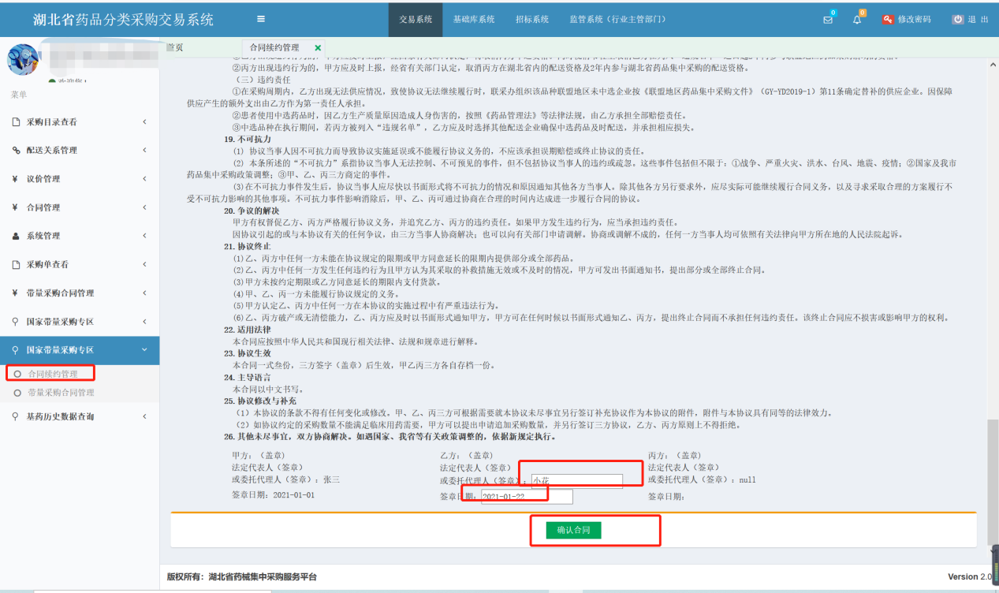 湖北省药品分类采购交易系统
交易系统
基础库系统
招标系统
监管系统（行业主管部门）
0
0
修改密码
退 出
首页
合同续约管理
菜单
采购目录查看
配送关系管理
议价管理
合同管理
系统管理
采购单查看
带量采购合同管理
国家带量采购专区
国家带量采购专区
合同续约管理
带量采购合同管理
基药历史数据查询
②丙方出现违约行为的，甲方应及时上报，经省有关部门认定，取消丙方在湖北省内的配送资格及2年内参与湖北省药品集中采购的配送资格。
（三）违约责任
①在采购周期内，乙方出现无法供应情况，致使协议无法继续履行时，联采办组织该品种联盟地区未中选企业按《联盟地区药品集中采购文件》（GY-YD2019-1）第11条确定替补的供应企业。因保障
供应产生的额外支出由乙方作为第一责任人承担。
②患者使用中选药品时，因乙方生产质量原因造成人身伤害的，按照《药品管理法》等法律法规，由乙方承担全部赔偿责任。
③中选品种在执行期间，若丙方被列入“违规名单”，乙方应及时选择其他配送企业确保中选药品及时配送，并承担相应损失。
19. 不可抗力
(1) 协议当事人因不可抗力而导致协议实施延误或不能履行协议义务的，不应该承担误期赔偿或终止协议的责任。
(2) 本条所述的“不可抗力”系指协议当事人无法控制、不可预见的事件，但不包括协议当事人的违约或疏忽。这些事件包括但不限于：①战争、严重火灾、洪水、台风、地震、疫情；②国家及我市
药品集中采购政策调整；③甲、乙、丙三方商定的事件。
(3)在不可抗力事件发生后，协议当事人应尽快以书面形式将不可抗力的情况和原因通知其他各方当事人。除其他各方另行要求外，应尽实际可能继续履行合同义务，以及寻求采取合理的方案履行不
受不可抗力影响的其他事项。不可抗力事件影响消除后，甲、乙、丙可通过协商在合理的时间内达成进一步履行合同的协议。
20. 争议的解决
甲方有权督促乙方、丙方严格履行协议义务，并追究乙方、丙方的违约责任。如果甲方发生违约行为，应当承担违约责任。
因协议引起的或与本协议有关的任何争议，由三方当事人协商解决；也可以向有关部门申请调解。协商或调解不成的，任何一方当事人均可依照有关法律向甲方所在地的人民法院起诉。
21. 协议终止
(1)乙、丙方中任何一方未能在协议规定的限期或甲方同意延长的限期内提供部分或全部药品。
(2)乙、丙方中任何一方发生任何违约行为且甲方认为其采取的补救措施无效或不及时的情况，甲方可发出书面通知书，提出部分或全部终止合同。
(3)甲方未按约定期限或乙方同意延长的期限内支付货款。
(4)甲、乙、丙一方未能履行协议规定的义务。
(5)甲方认定乙、丙方中任何一方在本协议的实施过程中有严重违法行为。
(6)乙、丙方破产或无清偿能力，乙、丙方应及时以书面形式通知甲方，甲方可在任何时候以书面形式通知乙、丙方，提出终止合同而不承担任何违约责任。该终止合同应不损害或影响甲方的权利。
22. 适用法律
本合同应按照中华人民共和国现行相关法律、法规和规章进行解释。
23. 协议生效
本合同一式叁份，三方签字（盖章）后生效，甲乙丙三方各自存档一份。
24. 主导语言
本合同以中文书写。
25. 协议修改与补充
（1）本协议的条款不得有任何变化或修改。甲、乙、丙三方可根据需要就本协议未尽事宜另行签订补充协议作为本协议的附件，附件与本协议具有同等的法律效力。
（2）如协议约定的采购数量不能满足临床用药需要，甲方可以提出申请追加采购数量，并另行签订三方协议，乙方、丙方原则上不得拒绝。
26. 其他未尽事宜，双方协商解决。如遇国家、我省等有关政策调整的，依据新规定执行。
甲方：（盖章）
乙方：（盖章）
丙方：（盖章）
法定代表人（签章）
法定代表人（签章）
法定代表人（签章）
或委托代理人（签章）：张三
或委托代理人（签章）：小花
或委托代理人（签章）：null
签章日期：2021-01-01
签章日期：2021-01-22
签章日期：
确认合同
版权所有：湖北省药械集中采购服务平台
Version 2.0